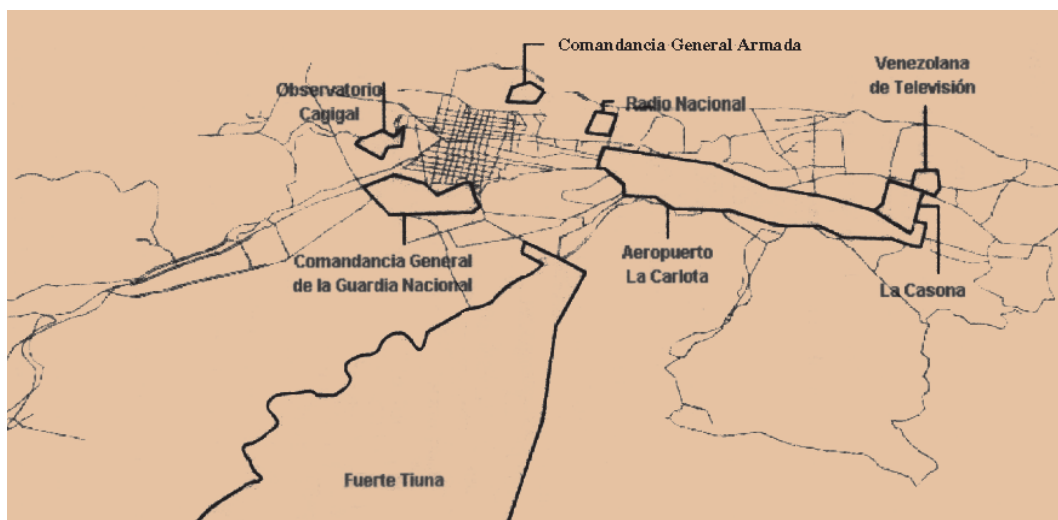 Comandancia General Armada
Venezolana
de Televisión
Observatorio
Cagigal
Radio Nacional
Comandancia General
de la Guardia Nacional
Aeropuerto
La Carlota
La Casona
Fuerte Tiuna